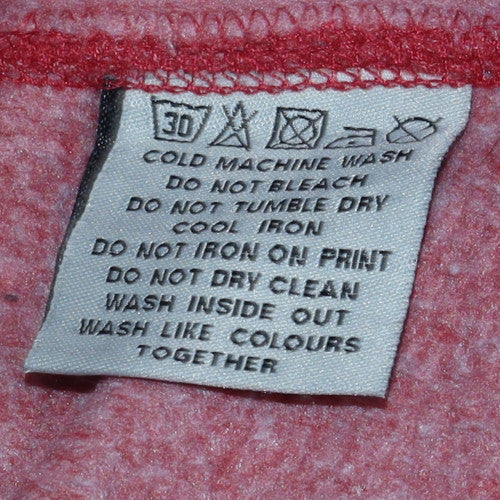 30
COLD MACHINE WASH
DO NOT BLEACH
DO NOT TUMBLE DRY
COOL IRON
DO NOT IRON ON PRINT
DO NOT DRY CLEAN
WASH INSIDE OUT
WASH LIKE COLOURS
TOGETHER